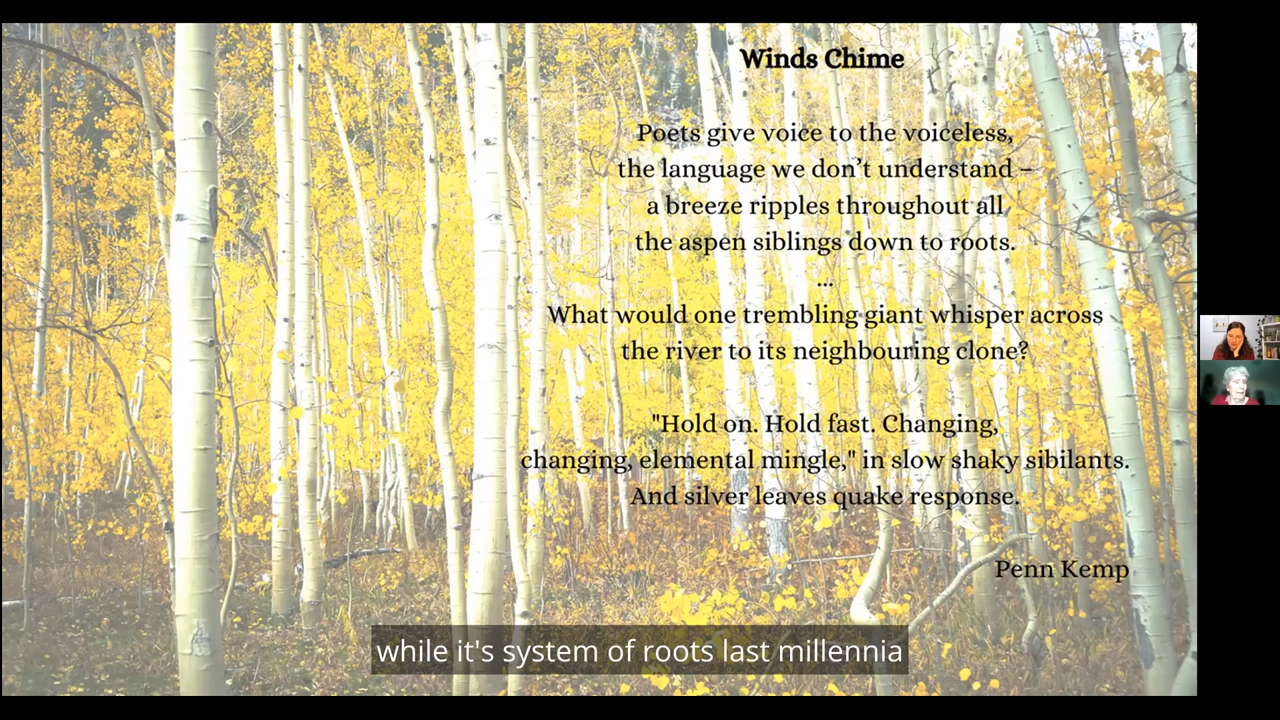 Winds Chime
Poets give voice to the voiceless,
the language we don’t understand –
a breeze ripples throughout all
the aspen siblings down to roots.
...
What would one trembling giant whisper across
the river to its neighbouring clone?
"Hold on. Hold fast. Changing,
changing, elemental mingle," in slow shaky sibilants.
And silver leaves quake response.
Penn Kemp
while it's system of roots last millennia